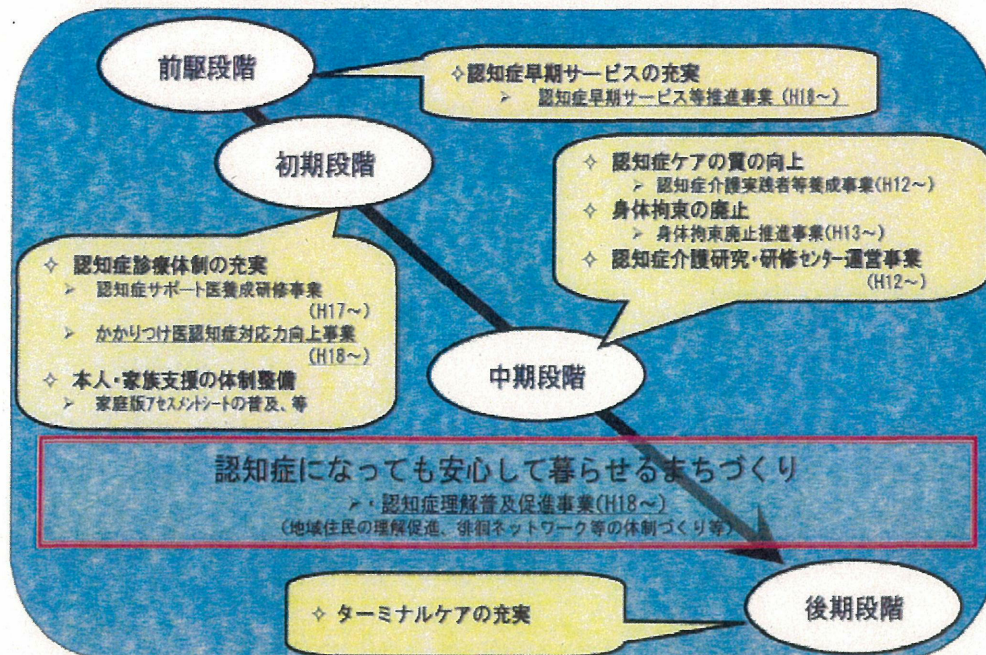 前駆段階
✧認知症早期サービスの充実
➢ 認知症早期サービス等推進事業 (H18～)
初期段階
✧ 認知症ケアの質の向上
➢ 認知症介護実践者等養成事業(H12～)
✧ 身体拘束の廃止
➢ 身体拘束廃止推進事業(H13～)
✧ 認知症介護研究・研修センター運営事業
(H12～)
✧ 認知症診療体制の充実
➢ 認知症サポート医養成研修事業
(H17～)
➢ かかりつけ医認知症対応力向上事業
(H18～)
✧ 本人・家族支援の体制整備
➢ 家庭版アセスメントシートの普及、等
中期段階
認知症になっても安心して暮らせるまちづくり
➢・認知症理解普及促進事業(H18～)
(地域住民の理解促進、徘徊ネットワーク等の体制づくり等)
✧ ターミナルケアの充実
後期段階